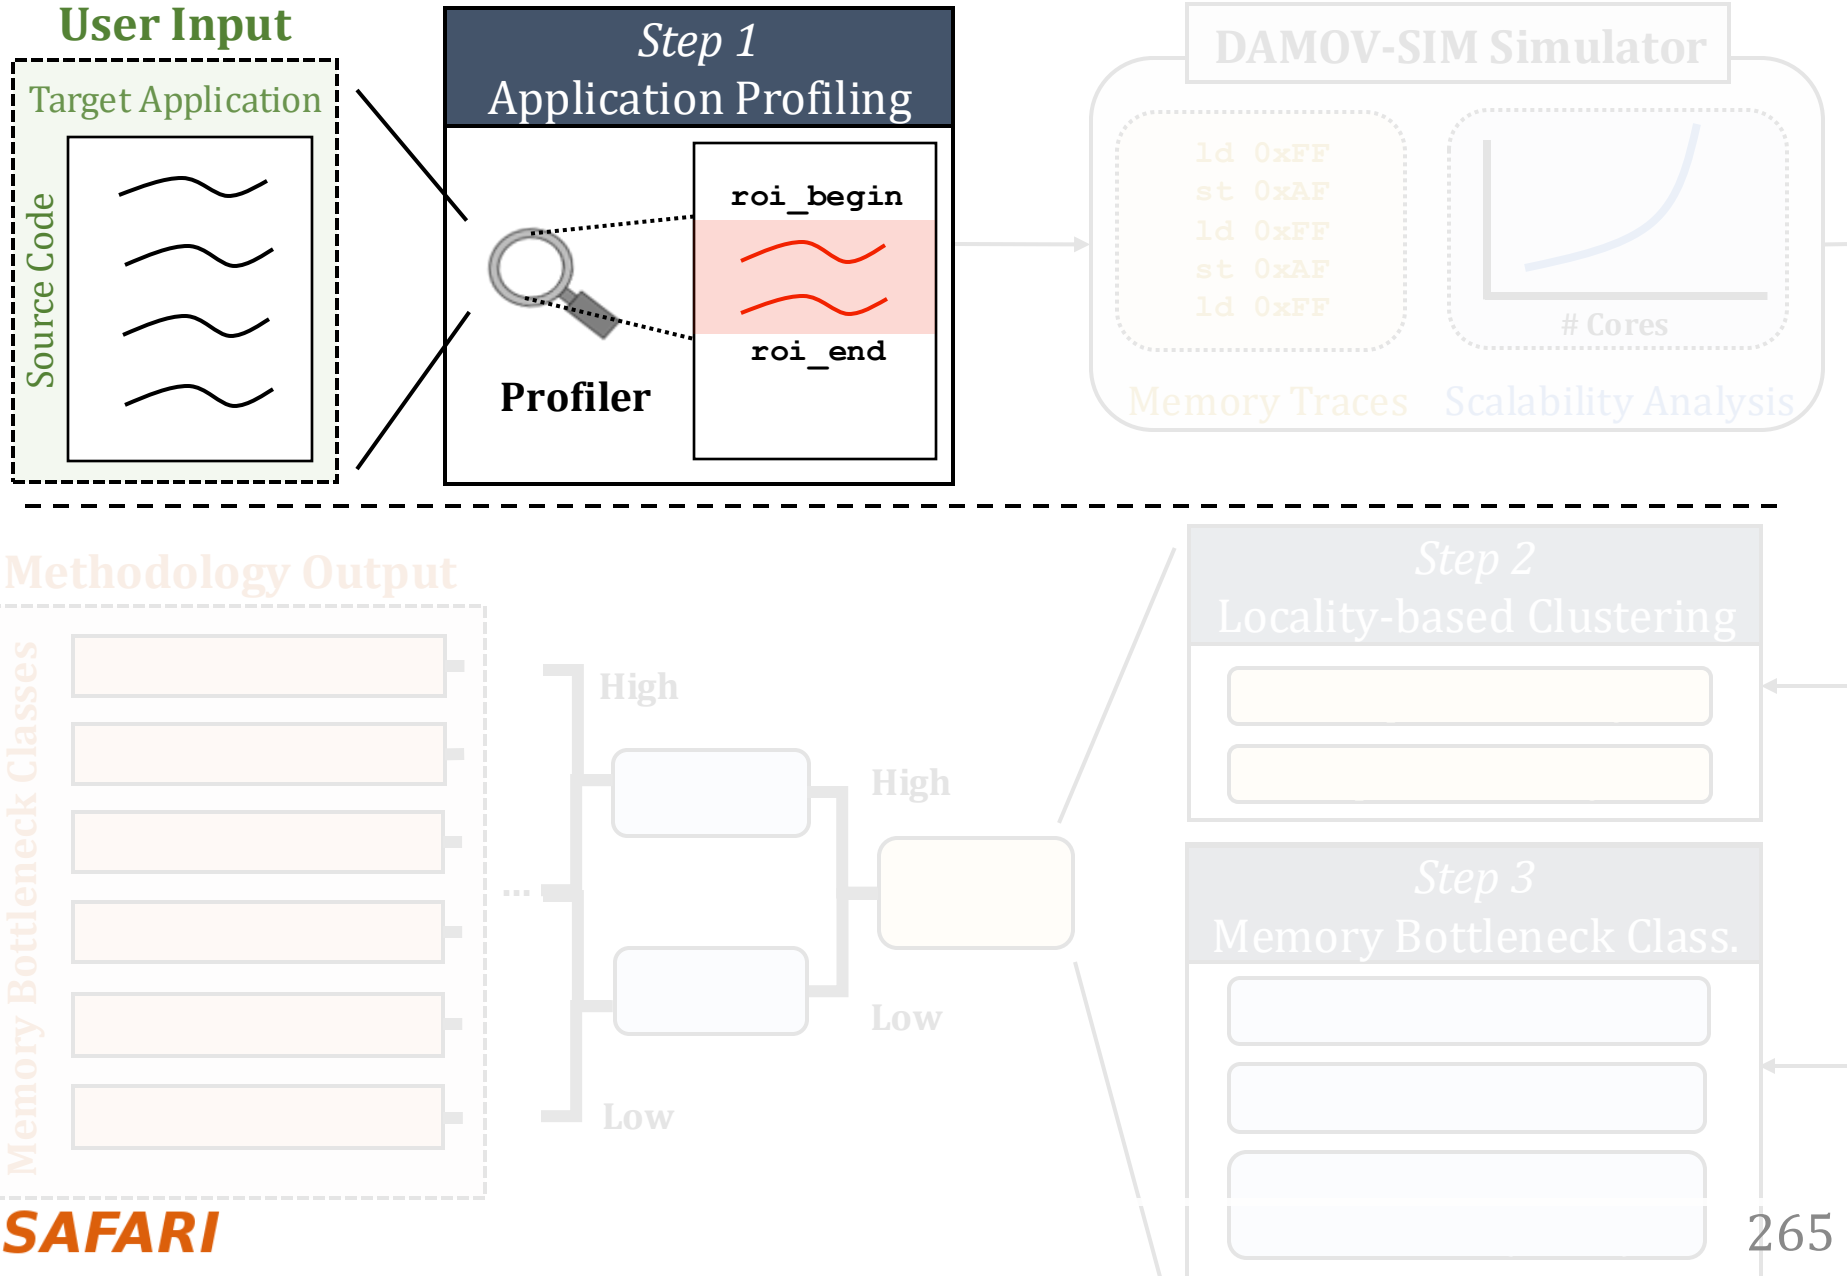 User Input
Target Application
Source Code
Step 1
Application Profiling
roi_begin
roi_end
Profiler
DAMOV-SIM Simulator
ld 0xFF
st 0xAF
ld 0xFF
st 0xAF
ld 0xFF
# Cores
Memory Traces
Scalability Analysis
Methodology Output
Memory Bottleneck Classes
High
Low
...
High
Low
Step 2
Locality-based Clustering
Step 3
Memory Bottleneck Class.
SAFARI
265